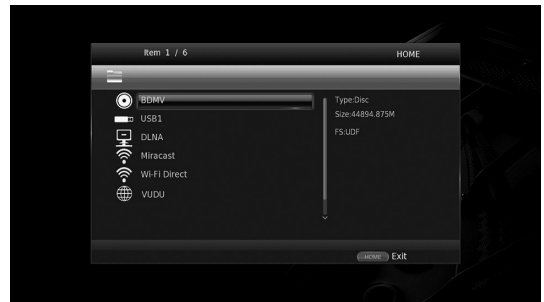 Item 1 / 6
HOME
BDMV
USB1
DLNA
Miracast
Wi-Fi Direct
VUDU
Type:Disc
Size:44894.875M
FS:UDF
HOME Exit